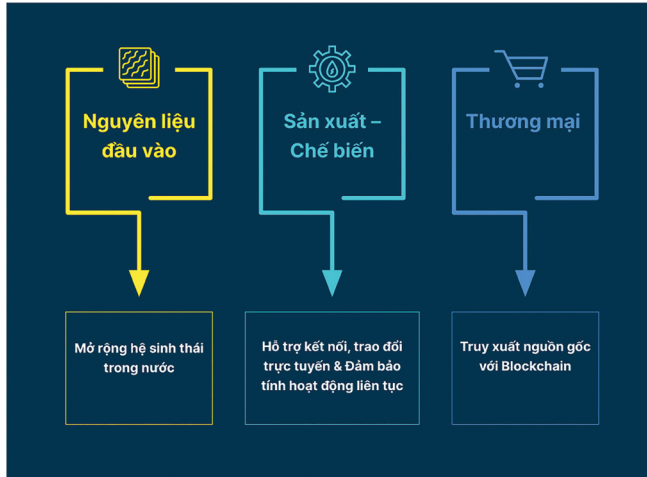 Nguyên liệu
đầu vào
Sản xuất –
Chế biến
Thương mại
Mở rộng hệ sinh thái
trong nước
Hỗ trợ kết nối, trao đổi
trực tuyến & Đảm bảo
tính hoạt động liên tục
Truy xuất nguồn gốc
với Blockchain